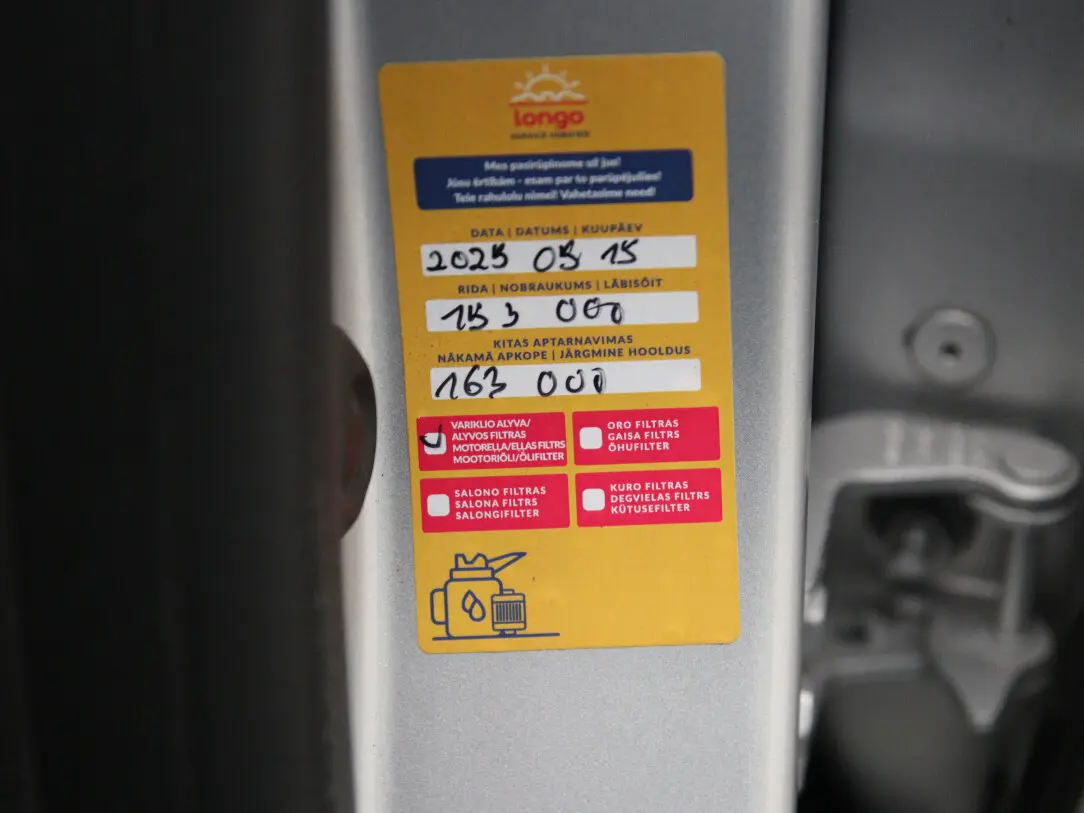 longo
Mes pasirūpinome už jus!
Jūsu ērtībām - esam par to parūpējušies!
Teie rahulolu nimel! Vahetasime need!
DATA | DATUMS | KUUPÄEV
2025 05 15
RIDA | NOBRAUKUMS | LÄBISÕIT
153 000
KITAS APTARNAVIMAS
NĀKAMĀ APKOPE | JÄRGMINE HOOLDUS
163 000
VARIKLIO ALYVA/
ALYVOS FILTRAS
MOTOREĻĻA/EĻĻAS FILTRS
MOOTORIÕLI/ÕLIFILTER
ORO FILTRAS
GAISA FILTRS
ÕHUFILTER
SALONO FILTRAS
SALONA FILTRS
SALONGIFILTER
KURO FILTRAS
DEGVIELAS FILTRS
KÜTUSEFILTER